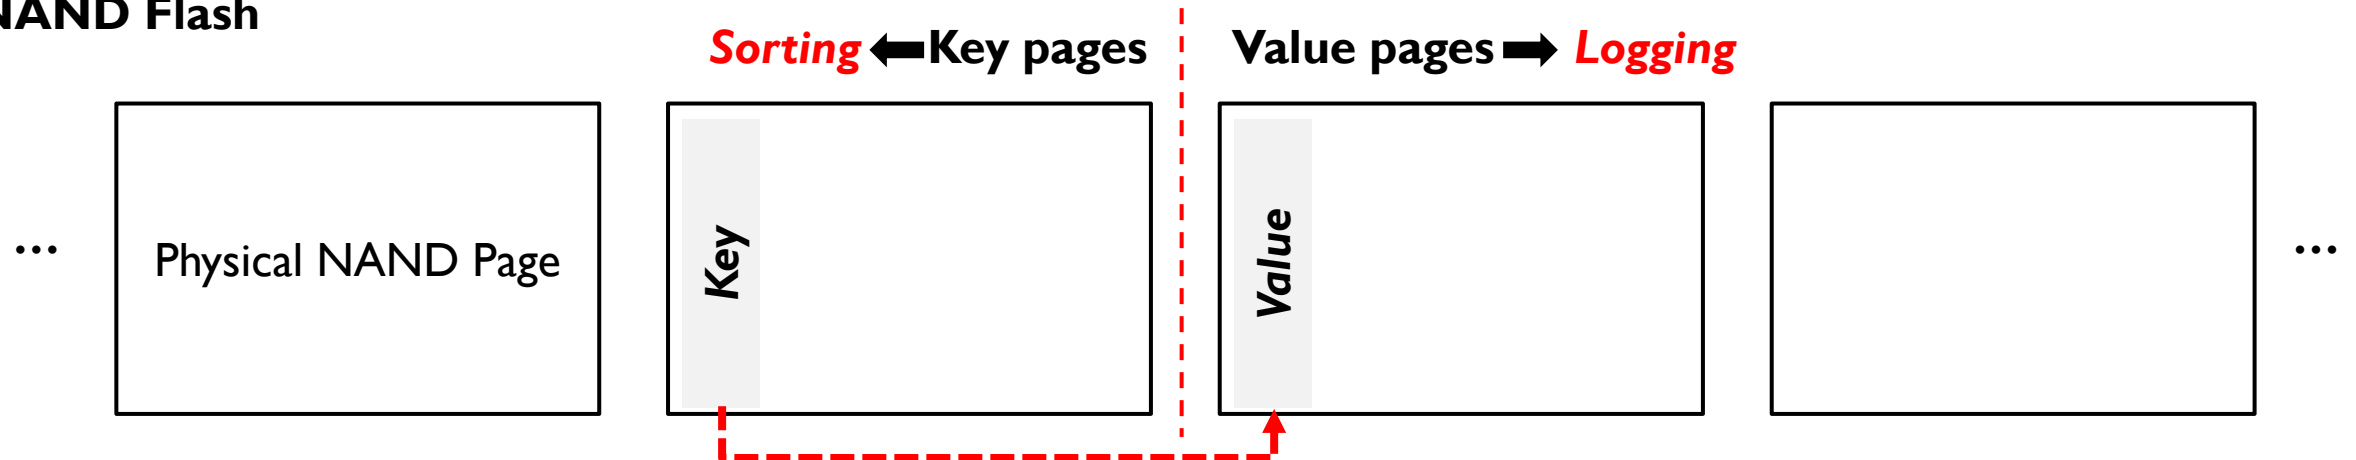 NAND Flash
Sorting ← Key pages
Value pages → Logging
...
Physical NAND Page
Key
Value
...